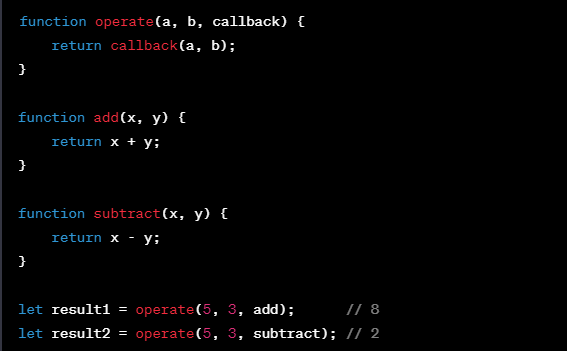 function operate(a, b, callback) {
    return callback(a, b);
}

function add(x, y) {
    return x + y;
}

function subtract(x, y) {
    return x - y;
}

let result1 = operate(5, 3, add);      // 8
let result2 = operate(5, 3, subtract); // 2